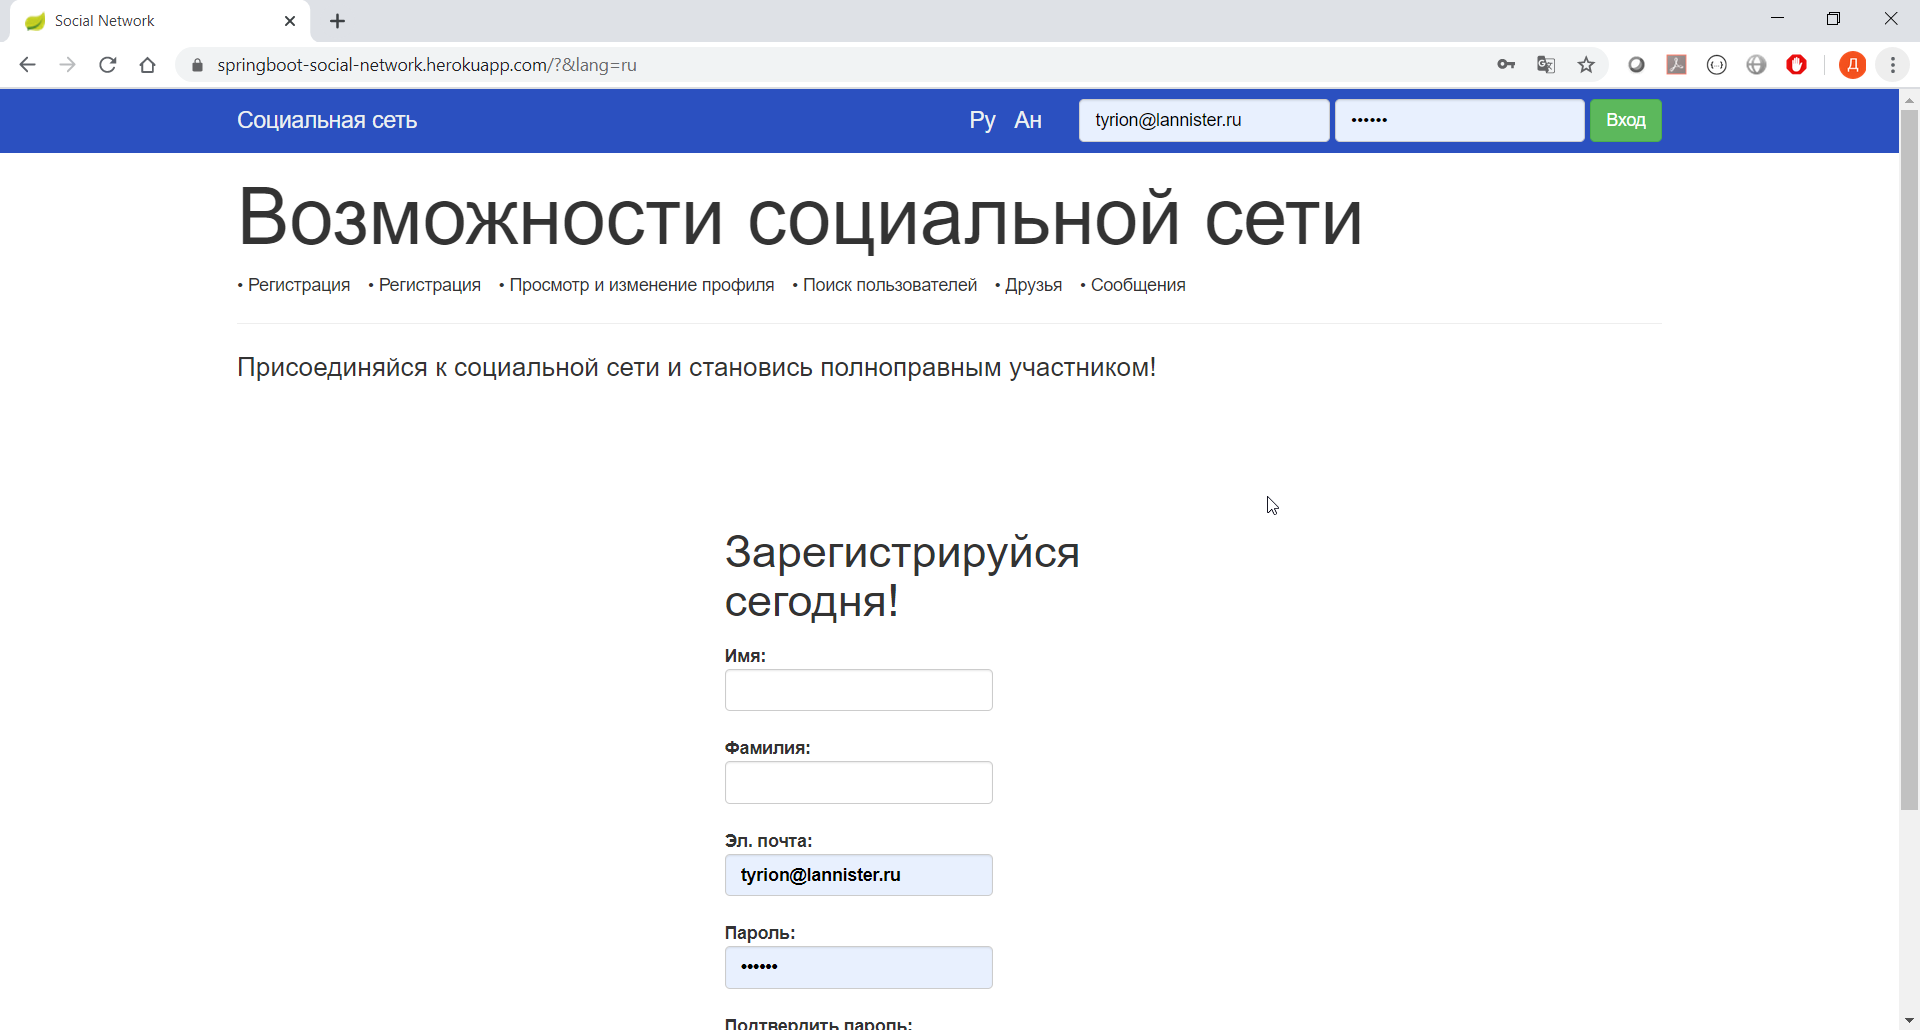 Social Network
springboot-social-network.herokuapp.com/?&lang=ru
Д
Социальная сеть Ру Ан tyrion@lannister.ru •••••• Вход
Возможности социальной сети
• Регистрация • Регистрация • Просмотр и изменение профиля • Поиск пользователей • Друзья • Сообщения
Присоединяйся к социальной сети и становись полноправным участником!
Зарегистрируйся
сегодня!
Имя:
Фамилия:
Эл. почта:
tyrion@lannister.ru
Пароль:
••••••
Подтвердить пароль: